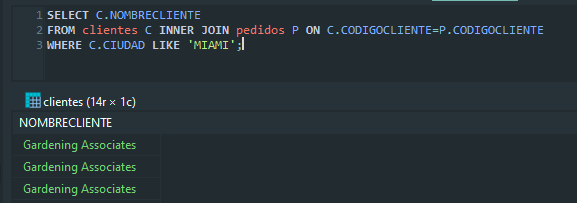 1 SELECT C.NOMBRECLIENTE
2 FROM clientes C INNER JOIN pedidos P ON C.CODIGOCLIENTE=P.CODIGOCLIENTE
3 WHERE C.CIUDAD LIKE 'MIAMI';
clientes (14r × 1c)
NOMBRECLIENTE
Gardening Associates
Gardening Associates
Gardening Associates